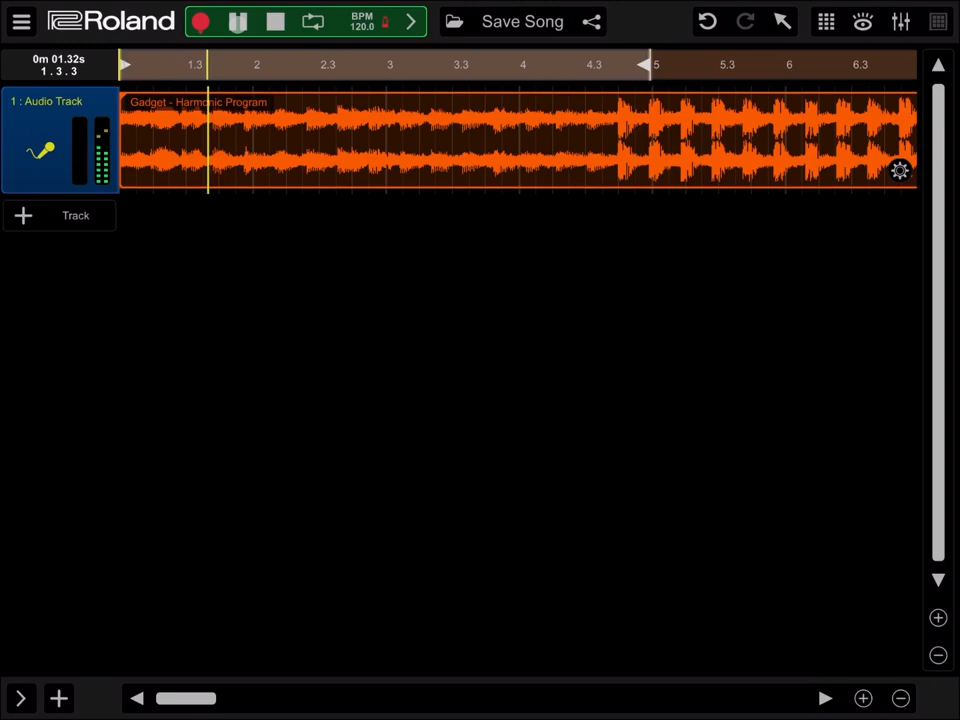 Roland
BPM
120.0
Save Song
0m 01.32s
1 . 3 . 3
1.3 2 2.3 3 3.3 4 4.3 5 5.3 6 6.3
1 : Audio Track
Gadget - Harmonic Program
Track